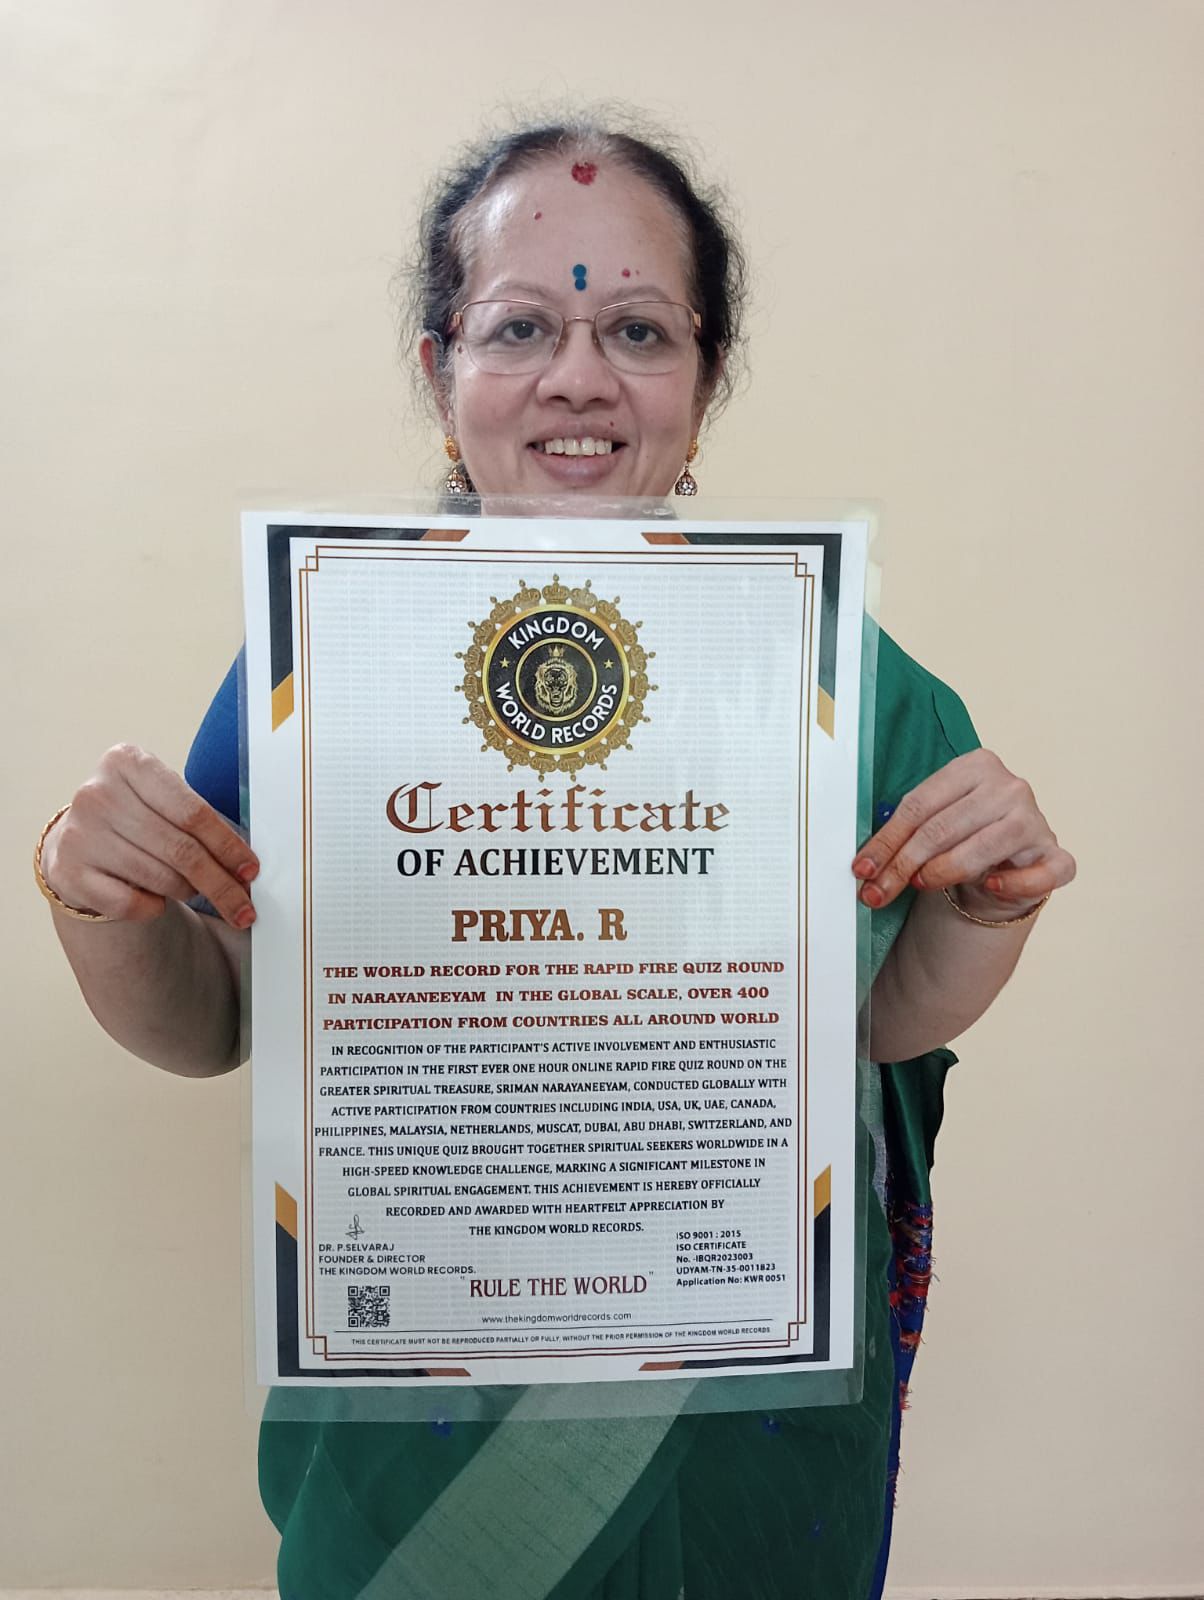 KINGDOM
WORLD RECORDS
Certificate
OF ACHIEVEMENT
PRIYA. R
THE WORLD RECORD FOR THE RAPID FIRE QUIZ ROUND
IN NARAYANEEYAM IN THE GLOBAL SCALE, OVER 400
PARTICIPATION FROM COUNTRIES ALL AROUND WORLD
IN RECOGNITION OF THE PARTICIPANT'S ACTIVE INVOLVEMENT AND ENTHUSIASTIC
PARTICIPATION IN THE FIRST EVER ONE HOUR ONLINE RAPID FIRE QUIZ ROUND ON THE
GREATER SPIRITUAL TREASURE, SRIMAN NARAYANEEYAM, CONDUCTED GLOBALLY WITH
ACTIVE PARTICIPATION FROM COUNTRIES INCLUDING INDIA, USA, UK, UAE, CANADA,
PHILIPPINES, MALAYSIA, NETHERLANDS, MUSCAT, DUBAI, ABU DHABI, SWITZERLAND, AND
FRANCE. THIS UNIQUE QUIZ BROUGHT TOGETHER SPIRITUAL SEEKERS WORLDWIDE IN A
HIGH-SPEED KNOWLEDGE CHALLENGE, MARKING A SIGNIFICANT MILESTONE IN
GLOBAL SPIRITUAL ENGAGEMENT. THIS ACHIEVEMENT IS HEREBY OFFICIALLY
RECORDED AND AWARDED WITH HEARTFELT APPRECIATION BY
THE KINGDOM WORLD RECORDS.
DR. P.SELVARAJ
FOUNDER & DIRECTOR
THE KINGDOM WORLD RECORDS.
ISO 9001 : 2015
ISO CERTIFICATE
No. -IBQR2023003
UDYAM-TN-35-0011823
Application No: KWR 0051
"RULE THE WORLD"
www.thekingdomworldrecords.com
THIS CERTIFICATE MUST NOT BE REPRODUCED PARTIALLY OR FULLY, WITHOUT THE PRIOR PERMISSION OF THE KINGDOM WORLD RECORDS